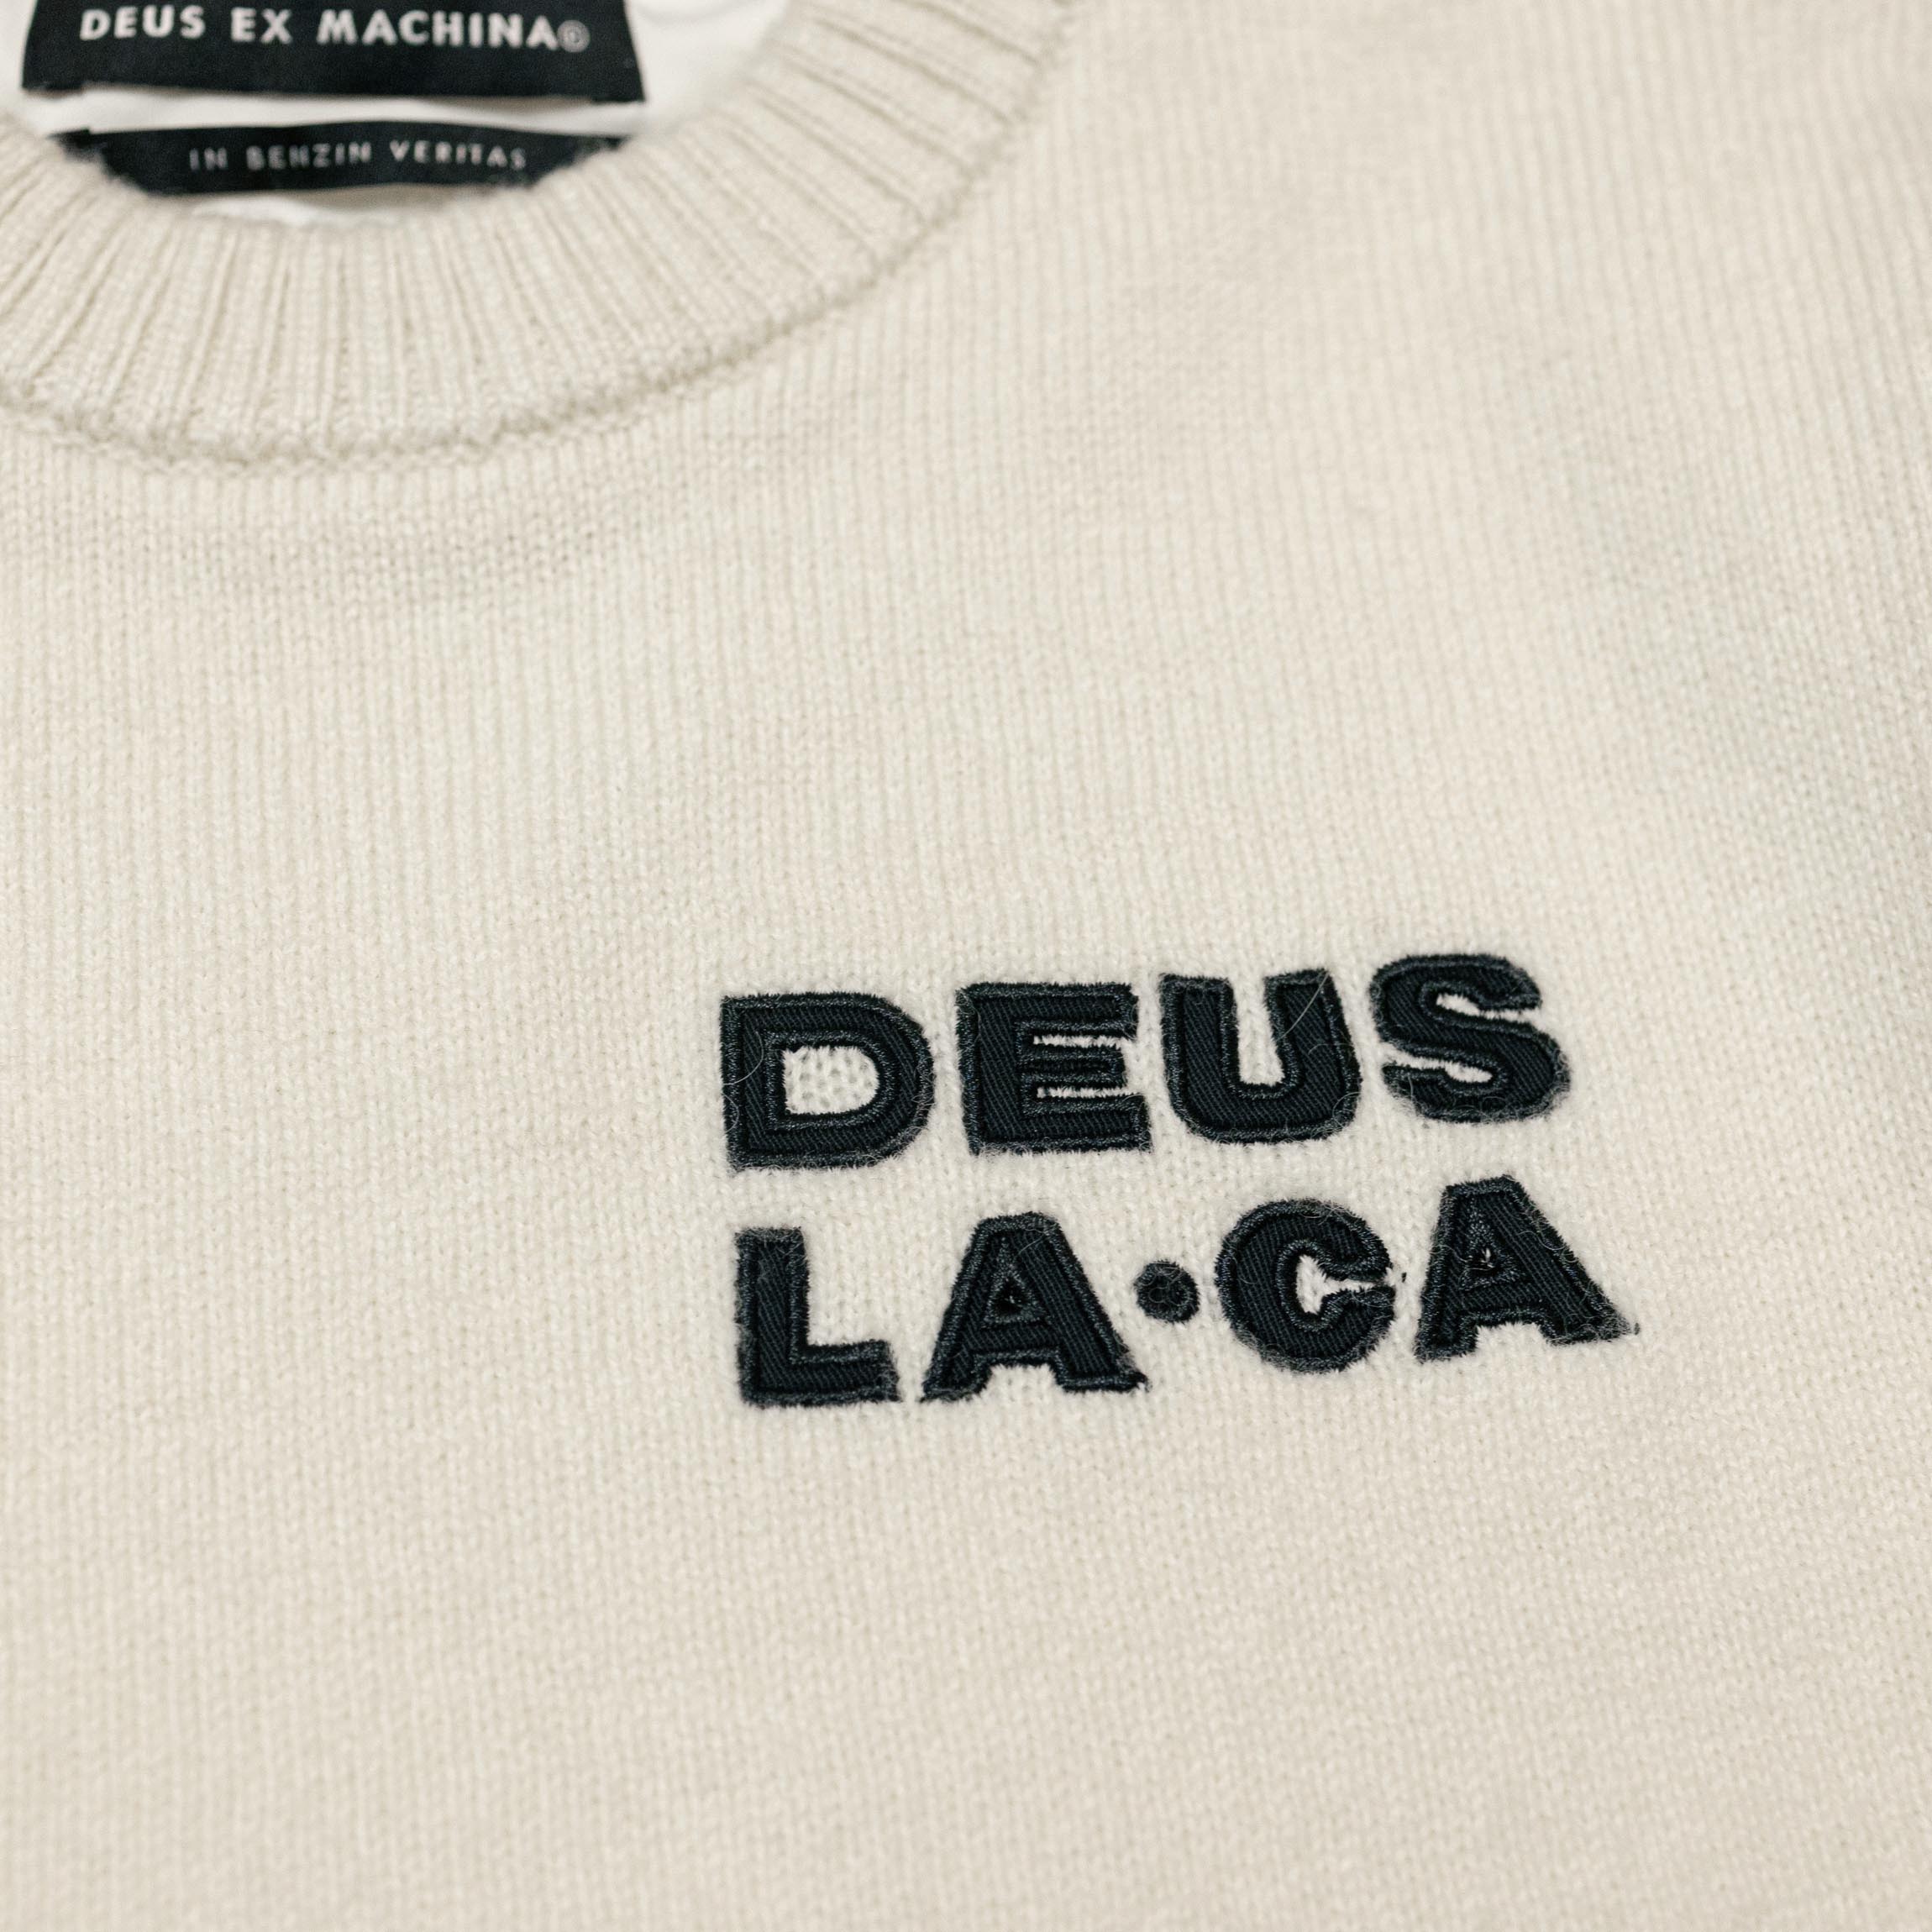 DEUS EX MACHINA©
IN BENZIN VERITAS
DEUS
LA•CA